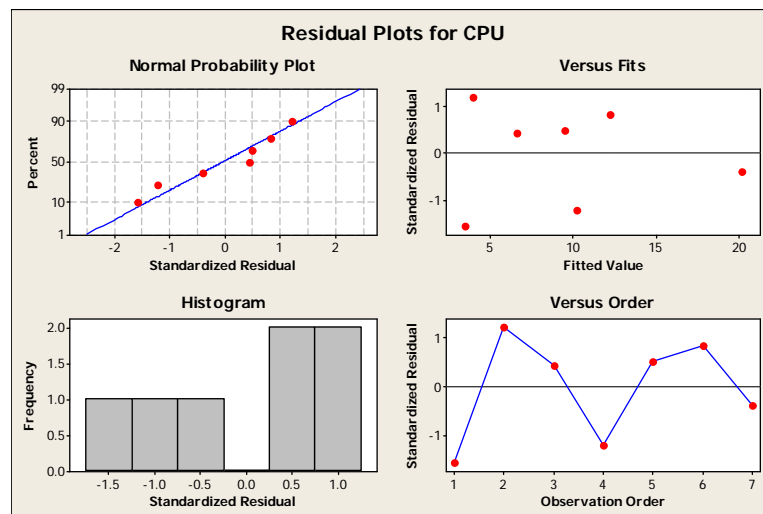 Residual Plots for CPU
Normal Probability Plot
99
90
50
10
1
Percent
-2 -1 0 1 2
Standardized Residual
Versus Fits
1
0
-1
Standardized Residual
5 10 15 20
Fitted Value
Histogram
2.0
1.5
1.0
0.5
0.0
Frequency
-1.5 -1.0 -0.5 0.0 0.5 1.0
Standardized Residual
Versus Order
1
0
-1
Standardized Residual
1 2 3 4 5 6 7
Observation Order